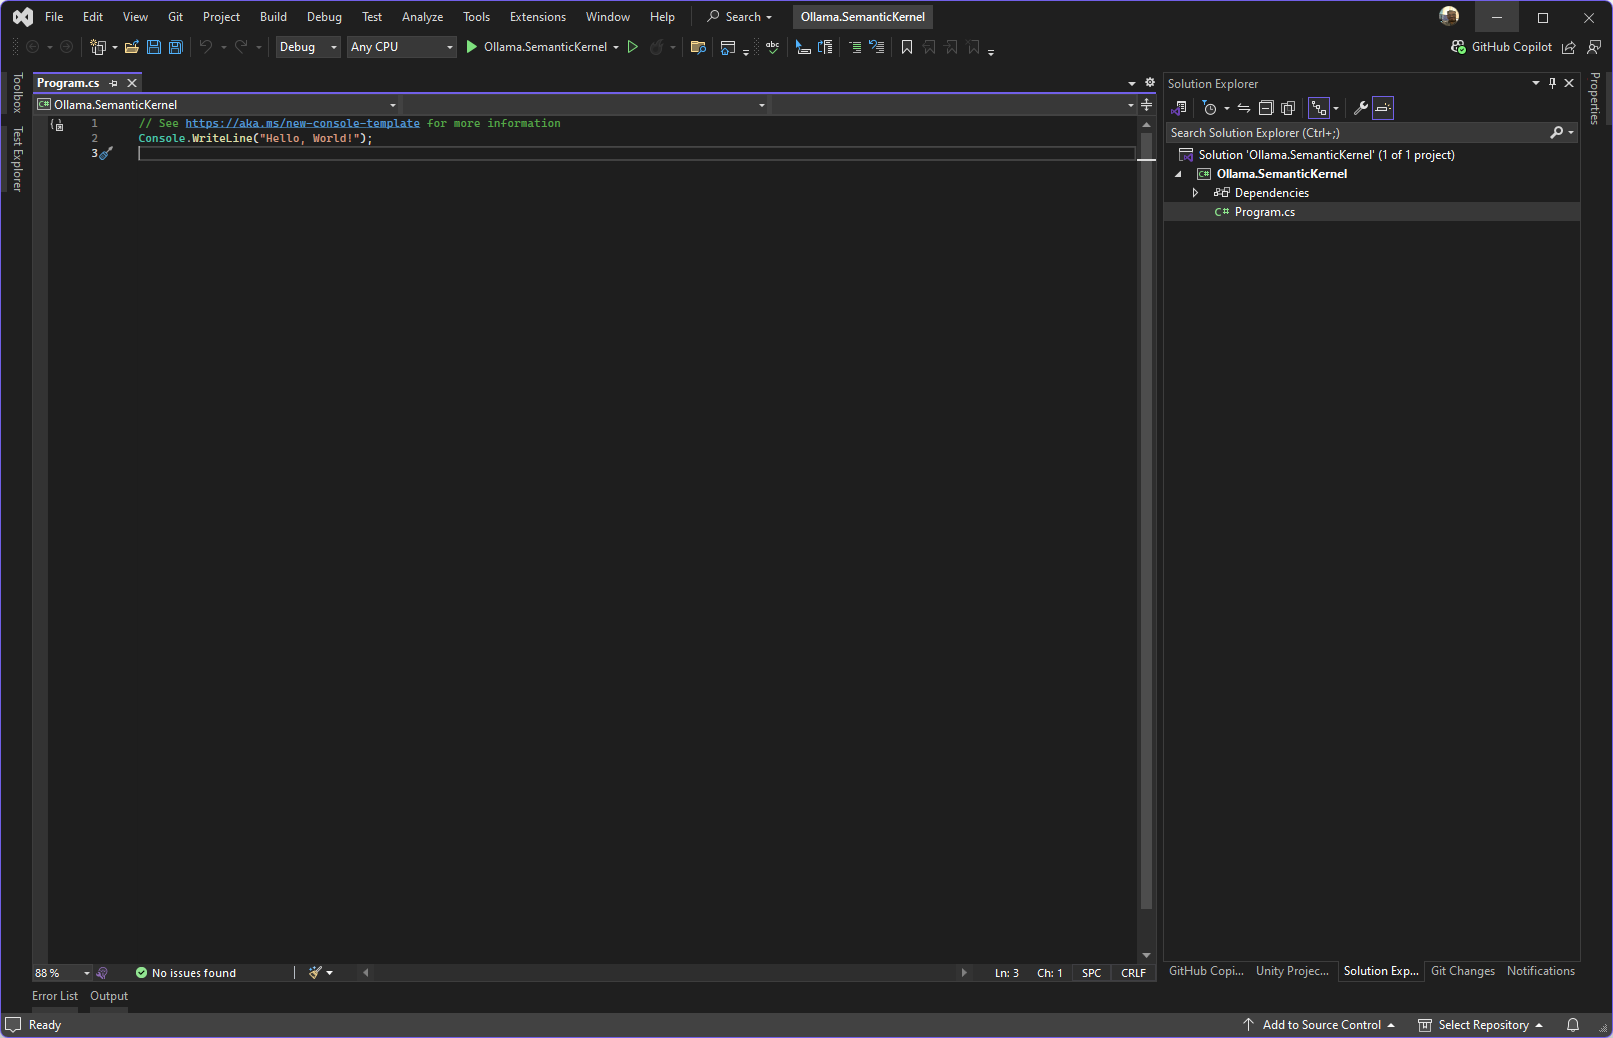 File Edit View Git Project Build Debug Test Analyze Tools Extensions Window Help Search Ollama.SemanticKernel
Debug Any CPU Ollama.SemanticKernel abc GitHub Copilot
Toolbox
Test Explorer
Program.cs
C# Ollama.SemanticKernel
1 // See https://aka.ms/new-console-template for more information
2 Console.WriteLine("Hello, World!");
3
88 % No issues found Ln: 3 Ch: 1 SPC CRLF
Solution Explorer
Search Solution Explorer (Ctrl+;)
Solution 'Ollama.SemanticKernel' (1 of 1 project)
C# Ollama.SemanticKernel
Dependencies
C# Program.cs
GitHub Copi... Unity Projec... Solution Exp... Git Changes Notifications
Properties
Error List Output
Ready Add to Source Control Select Repository